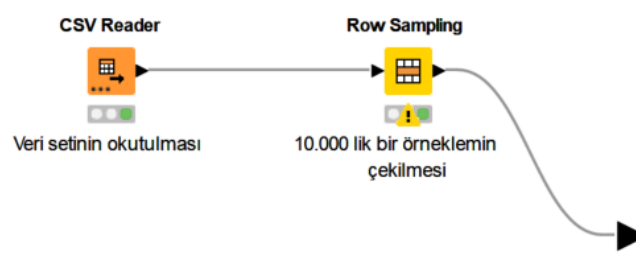 CSV Reader
Row Sampling
Veri setinin okutulması
10.000 lik bir örneklemin
çekilmesi